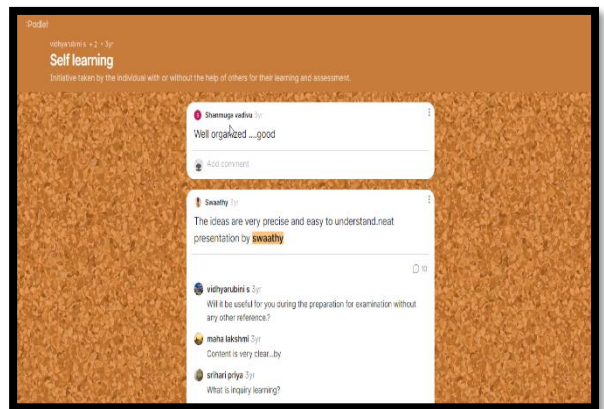 :Padlet
vidhyarubini s + 2 • 3yr
Self learning
Initiative taken by the individual with or without the help of others for their learning and assessment.
S Shanmuga vadivu 3yr
Well organized ....good
Add comment
Swaathy 3yr
The ideas are very precise and easy to understand.neat
presentation by swaathy
10
vidhyarubini s 3yr
Will it be useful for you during the preparation for examination without
any other reference.?
maha lakshmi 3yr
Content is very clear...by
srihari priya 3yr
What is inquiry learning?